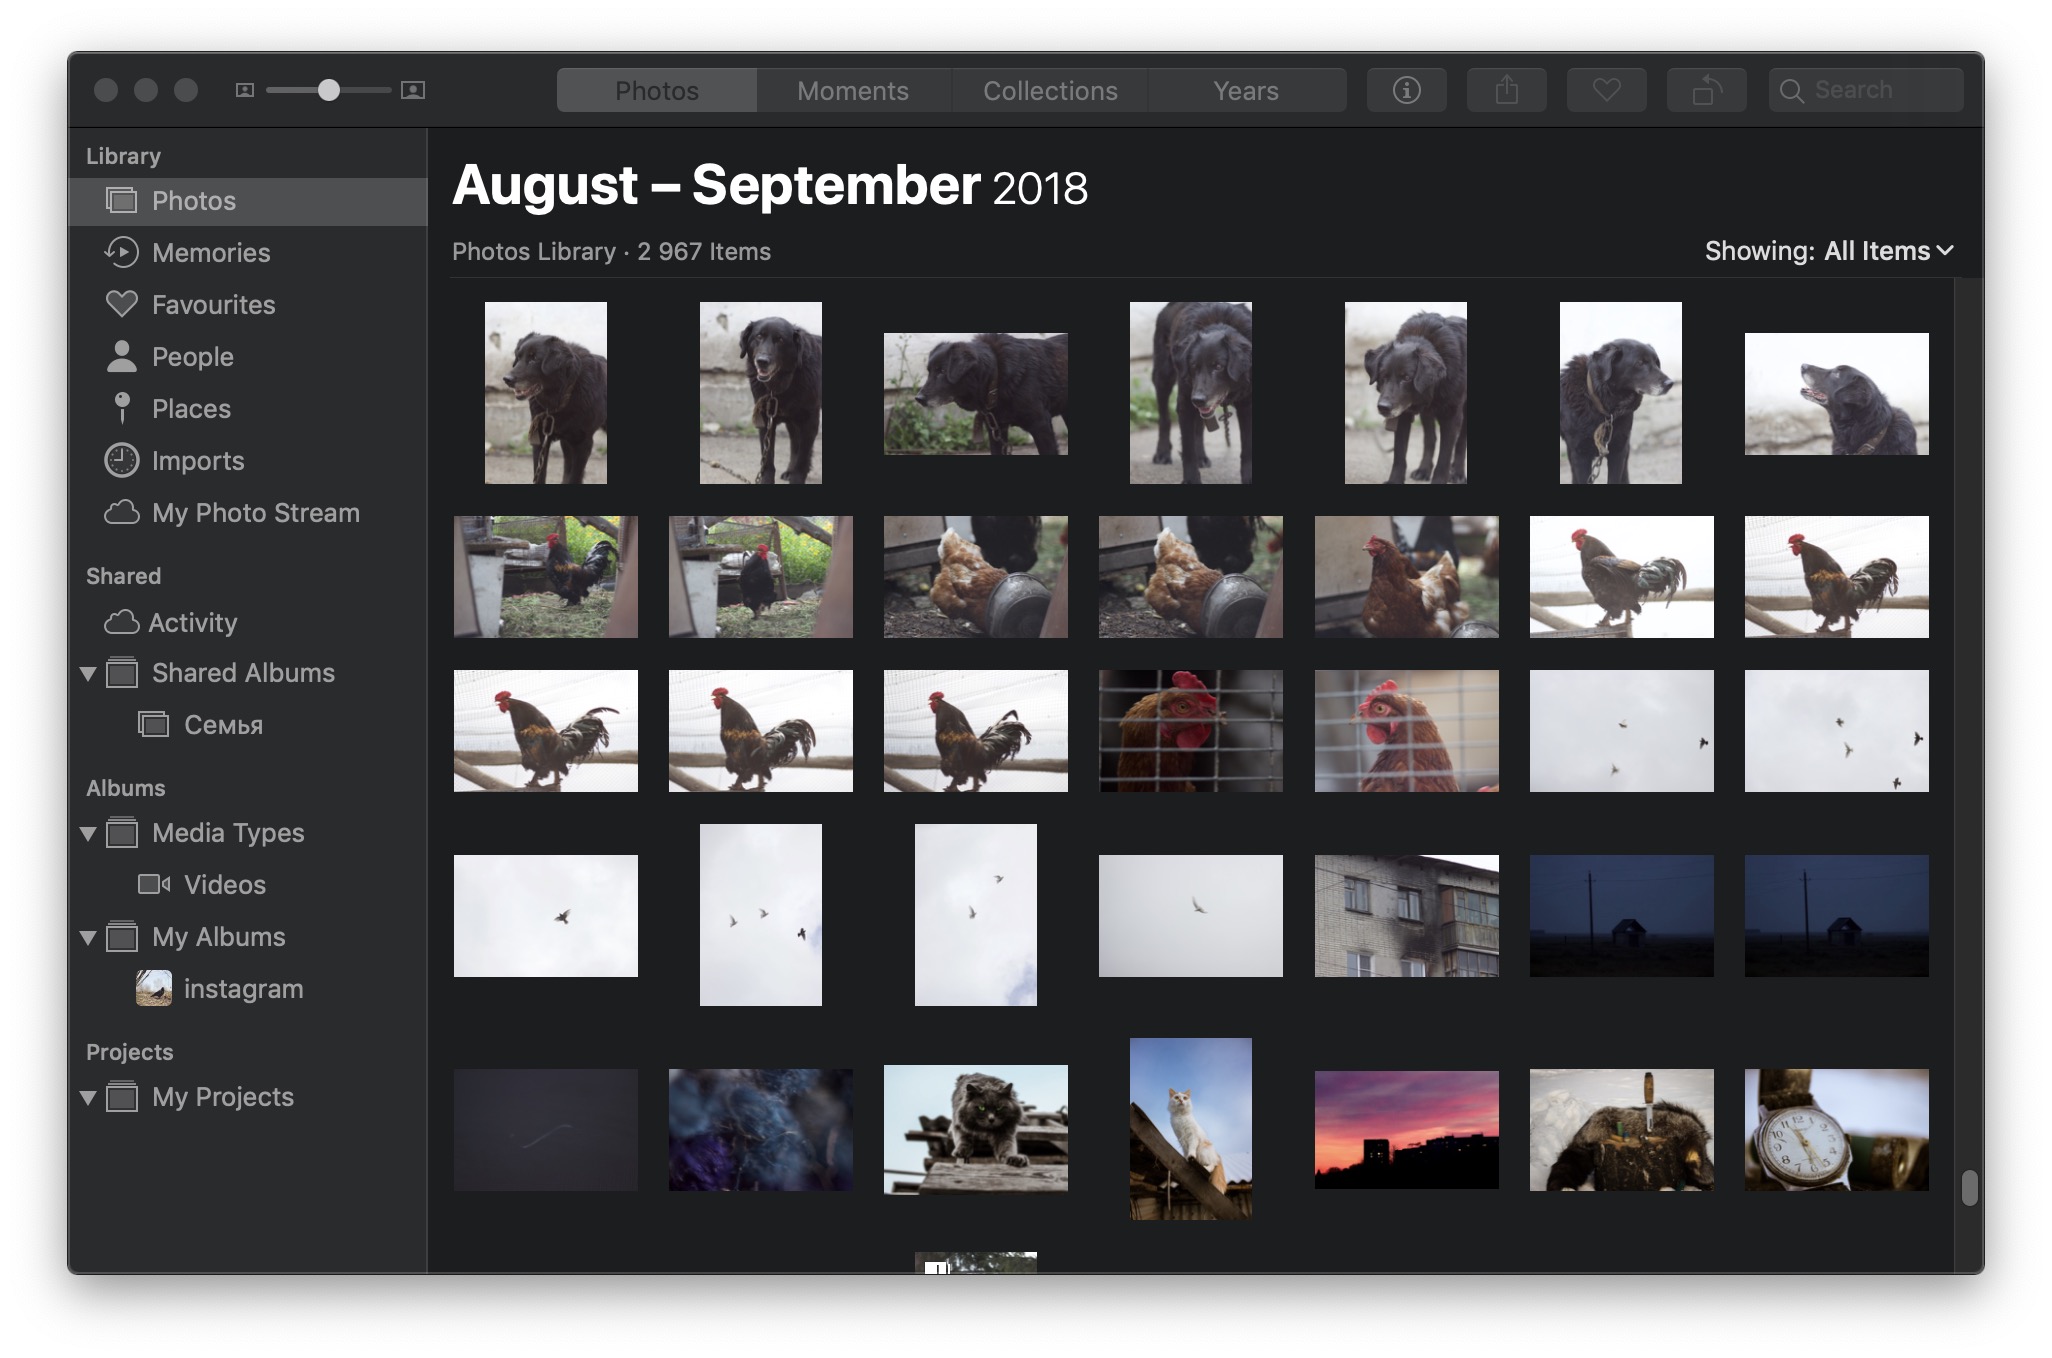 Photos
Moments
Collections
Years
Search
Library
Photos
Memories
Favourites
People
Places
Imports
My Photo Stream
Shared
Activity
Shared Albums
Семья
Albums
Media Types
Videos
My Albums
instagram
Projects
My Projects
August – September 2018
Photos Library · 2 967 Items
Showing: All Items